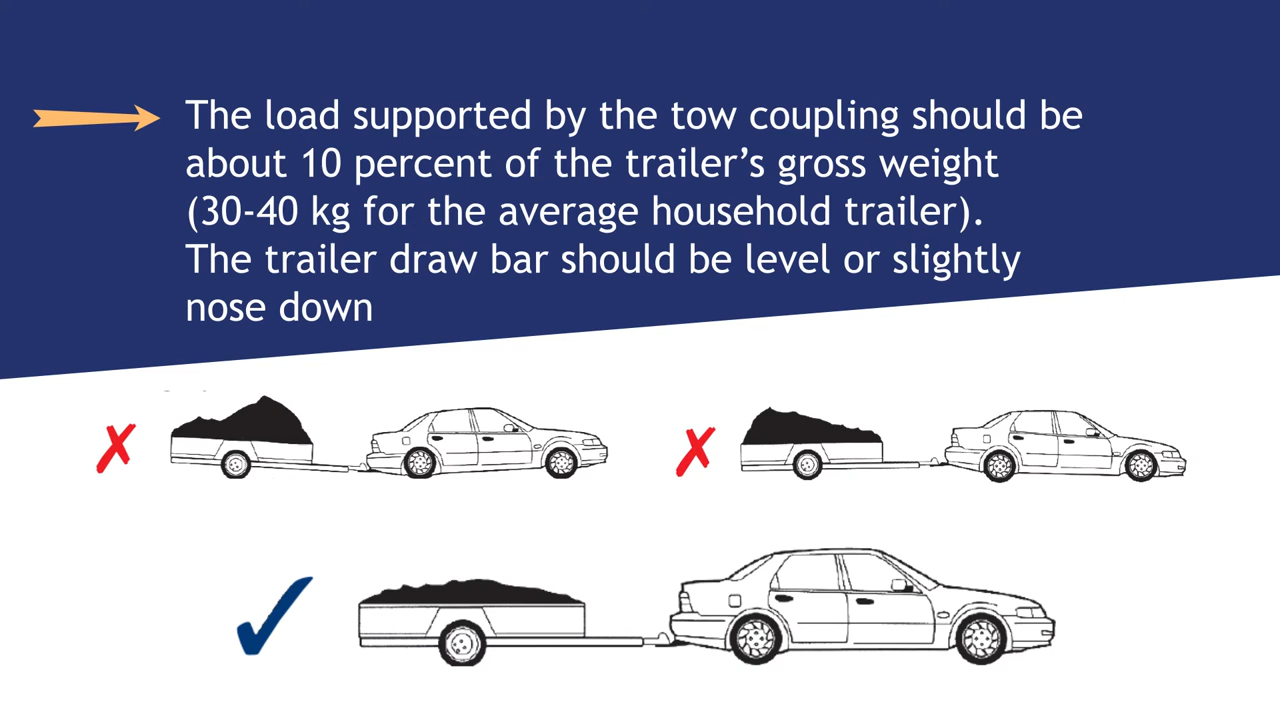 The load supported by the tow coupling should be
about 10 percent of the trailer’s gross weight
(30-40 kg for the average household trailer).
The trailer draw bar should be level or slightly
nose down